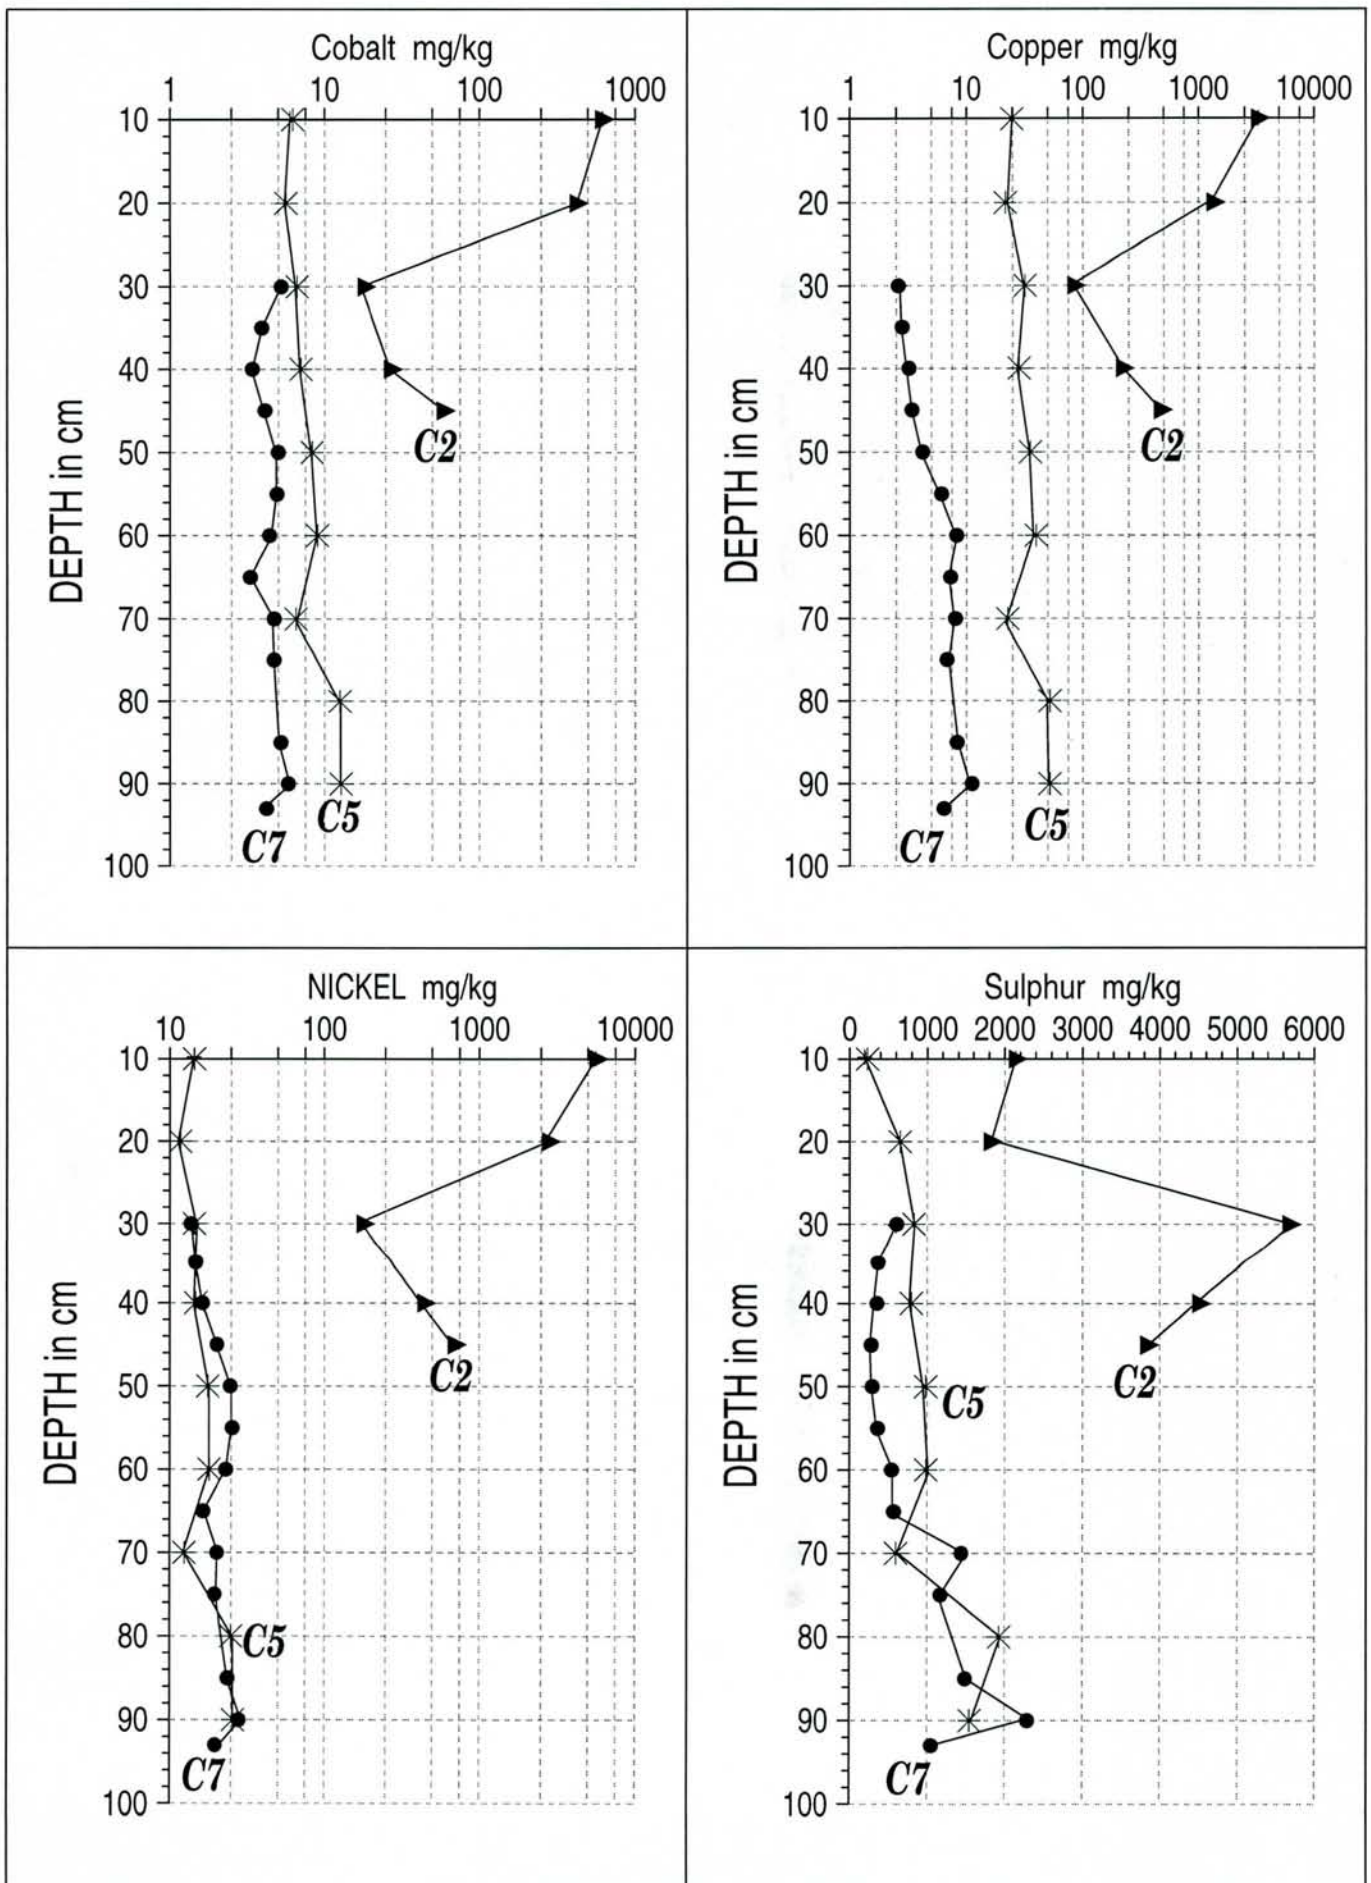 Cobalt mg/kg
1 10 100 1000
10
20
30
40
50
60
70
80
90
100
DEPTH in cm
C2
C5
C7
Copper mg/kg
1 10 100 1000 10000
10
20
30
40
50
60
70
80
90
100
DEPTH in cm
C2
C5
C7
NICKEL mg/kg
10 100 1000 10000
10
20
30
40
50
60
70
80
90
100
DEPTH in cm
C2
C5
C7
Sulphur mg/kg
0 1000 2000 3000 4000 5000 6000
10
20
30
40
50
60
70
80
90
100
DEPTH in cm
C2
C5
C7